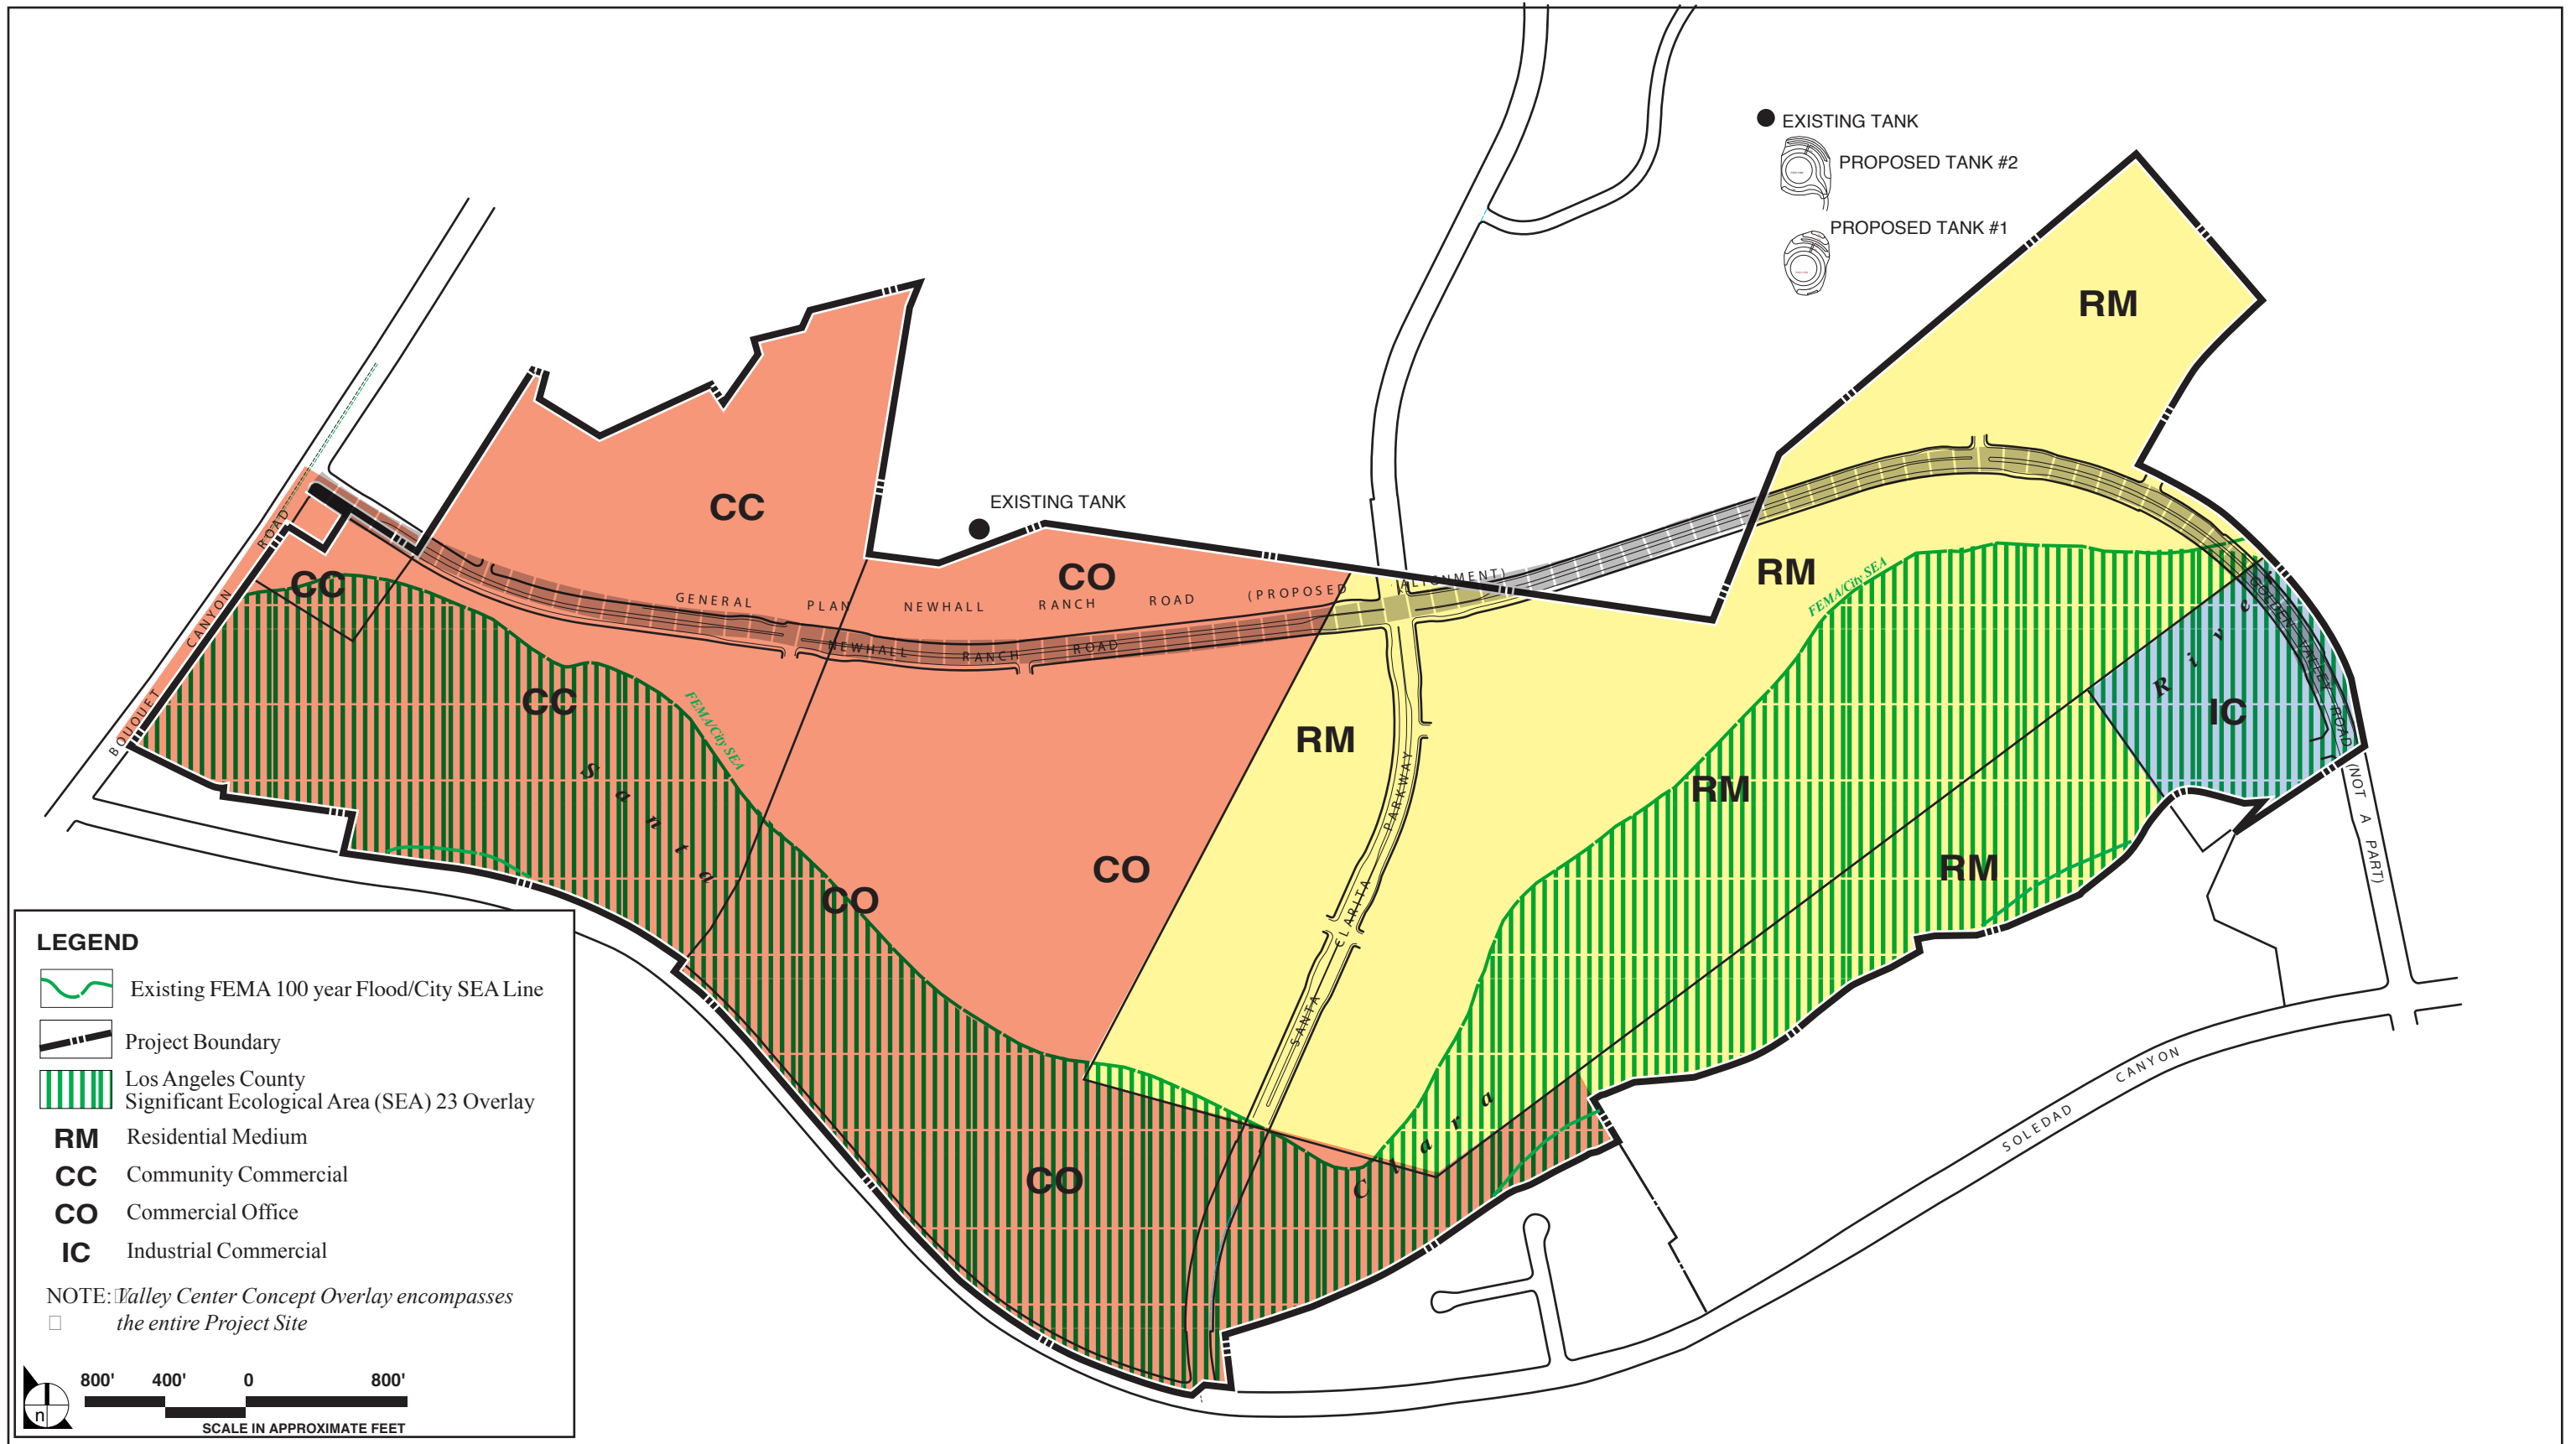 EXISTING TANK
PROPOSED TANK #2
PROPOSED TANK #1
RM
EXISTING TANK
CC
CO
CC
RM
GENERAL PLAN NEWHALL RANCH ROAD (PROPOSED ALIGNMENT)
NEWHALL RANCH ROAD
BOUQUET CANYON ROAD
FEMA/City SEA
FEMA/City SEA
GOLDEN VALLEY ROAD (NOT A PART)
CC
RM
IC
RM
RM
CO
CO
CO
Santa Clara
River
SANTA CLARITA PARKWAY
SOLEDAD CANYON
LEGEND
Existing FEMA 100 year Flood/City SEA Line
Project Boundary
Los Angeles County
Significant Ecological Area (SEA) 23 Overlay
RM Residential Medium
CC Community Commercial
CO Commercial Office
IC Industrial Commercial
NOTE: Valley Center Concept Overlay encompasses
the entire Project Site
n
800' 400' 0 800'
SCALE IN APPROXIMATE FEET